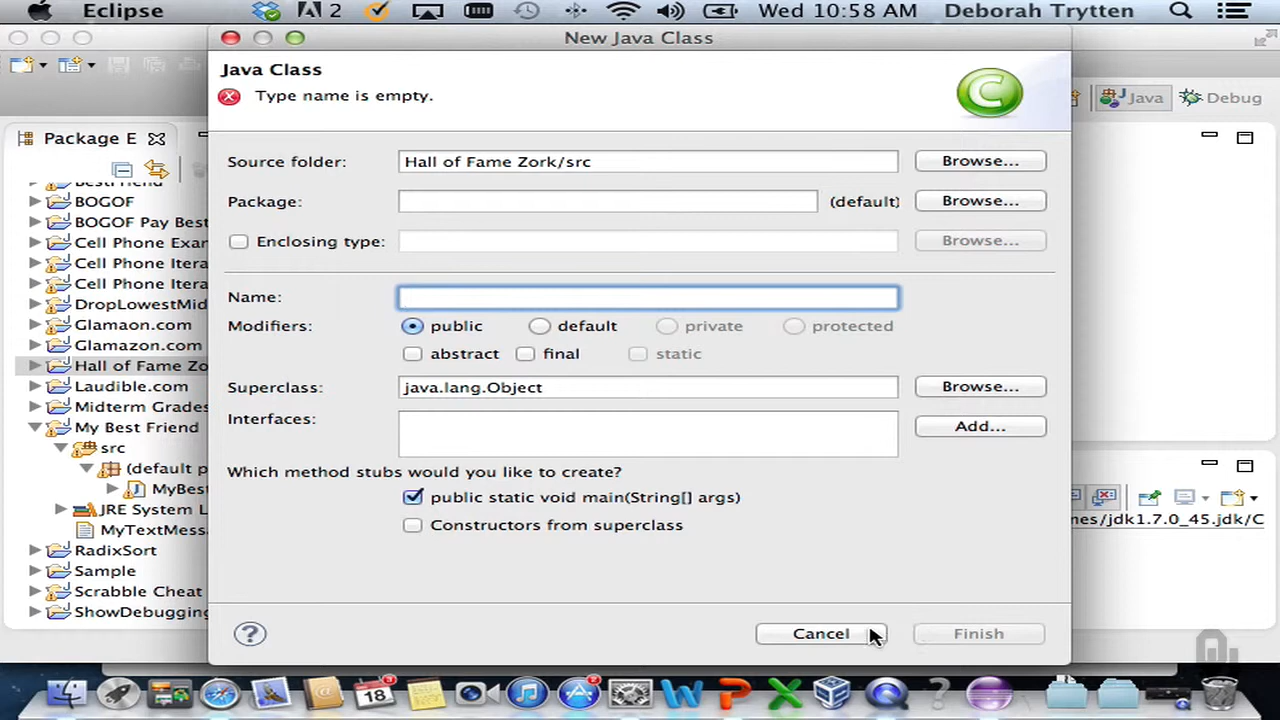 Eclipse
2
Wed 10:58 AM
Deborah Trytten
New Java Class
Java Class
Type name is empty.
C
Java
Debug
Package E
Source folder:
Hall of Fame Zork/src
Browse...
Package:
(default)
Browse...
Enclosing type:
Browse...
Name:
Modifiers:
public
default
private
protected
abstract
final
static
Superclass:
java.lang.Object
Browse...
Interfaces:
Add...
Which method stubs would you like to create?
public static void main(String[] args)
Constructors from superclass
?
Cancel
Finish
BestFriend
BOGOF
BOGOF Pay Best
Cell Phone Exar
Cell Phone Itera
Cell Phone Itera
DropLowestMid
Glamaon.com
Glamazon.com
Hall of Fame Zo
Laudible.com
Midterm Grades
My Best Friend
src
(default p
MyBes
JRE System L
MyTextMessa
RadixSort
Sample
Scrabble Cheat
ShowDebugging
nes/jdk1.7.0_45.jdk/C
18